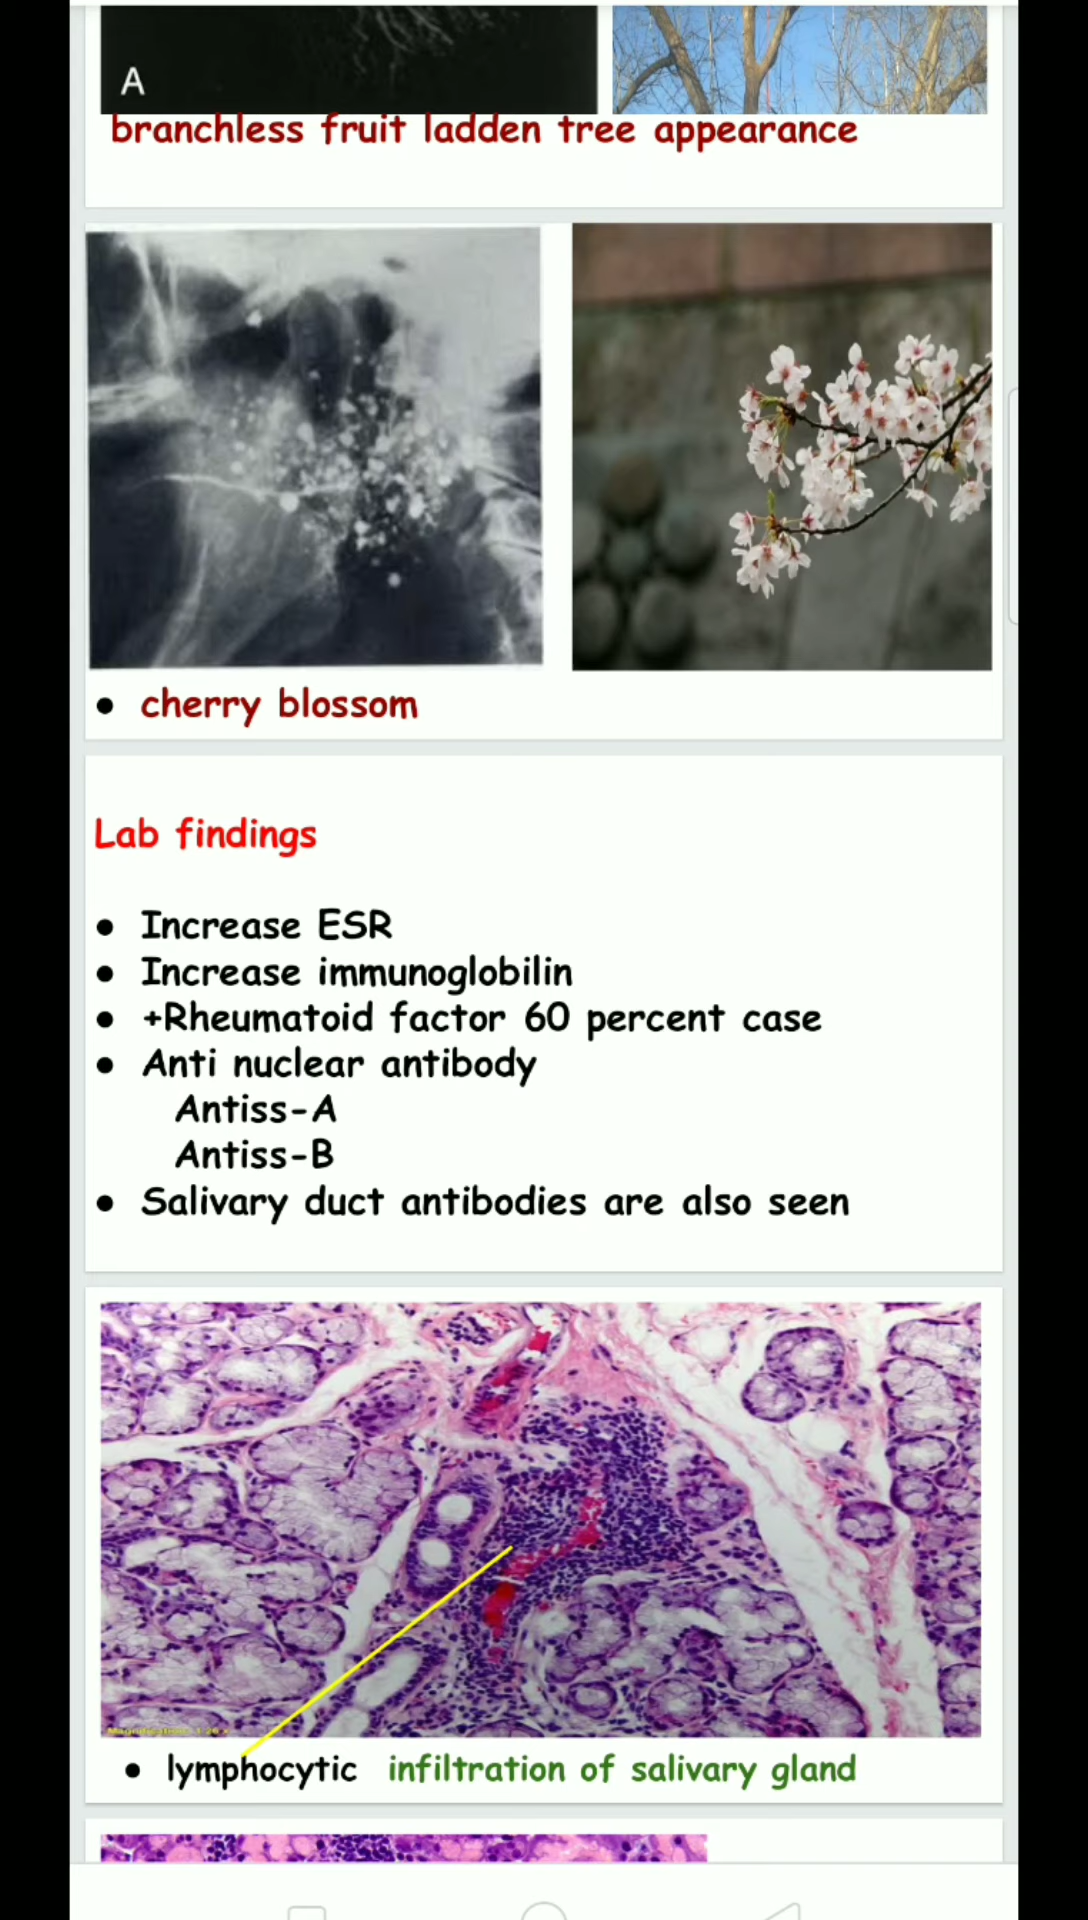 A
branchless fruit ladden tree appearance
● cherry blossom
Lab findings
● Increase ESR
● Increase immunoglobilin
● +Rheumatoid factor 60 percent case
● Anti nuclear antibody
Antiss-A
Antiss-B
● Salivary duct antibodies are also seen
● lymphocytic infiltration of salivary gland